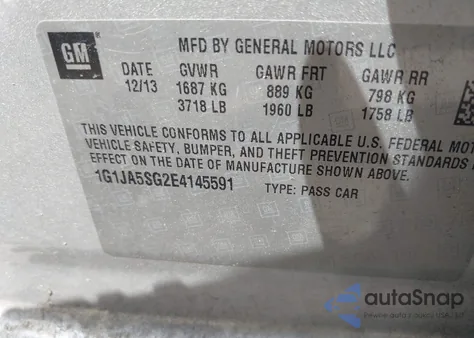 GM
MFD BY GENERAL MOTORS LLC
DATE GVWR GAWR FRT GAWR RR
12/13 1687 KG 889 KG 798 KG
3718 LB 1960 LB 1758 LB
THIS VEHICLE CONFORMS TO ALL APPLICABLE U.S. FEDERAL MOTOR
VEHICLE SAFETY, BUMPER, AND THEFT PREVENTION STANDARDS
EFFECT ON THE DATE OF MANUFACTURE SHOWN ABOVE.
1G1JA5SG2E4145591 TYPE: PASS CAR
autoSnap